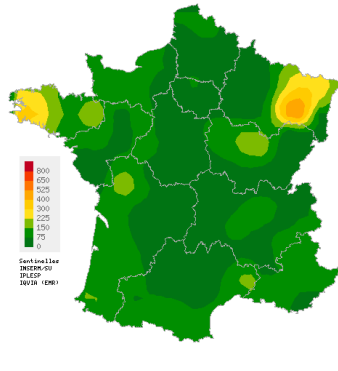 800
650
525
400
300
225
150
75
0
Sentinelles
INSERM/SU
IPLESP
IQVIA (EMR)